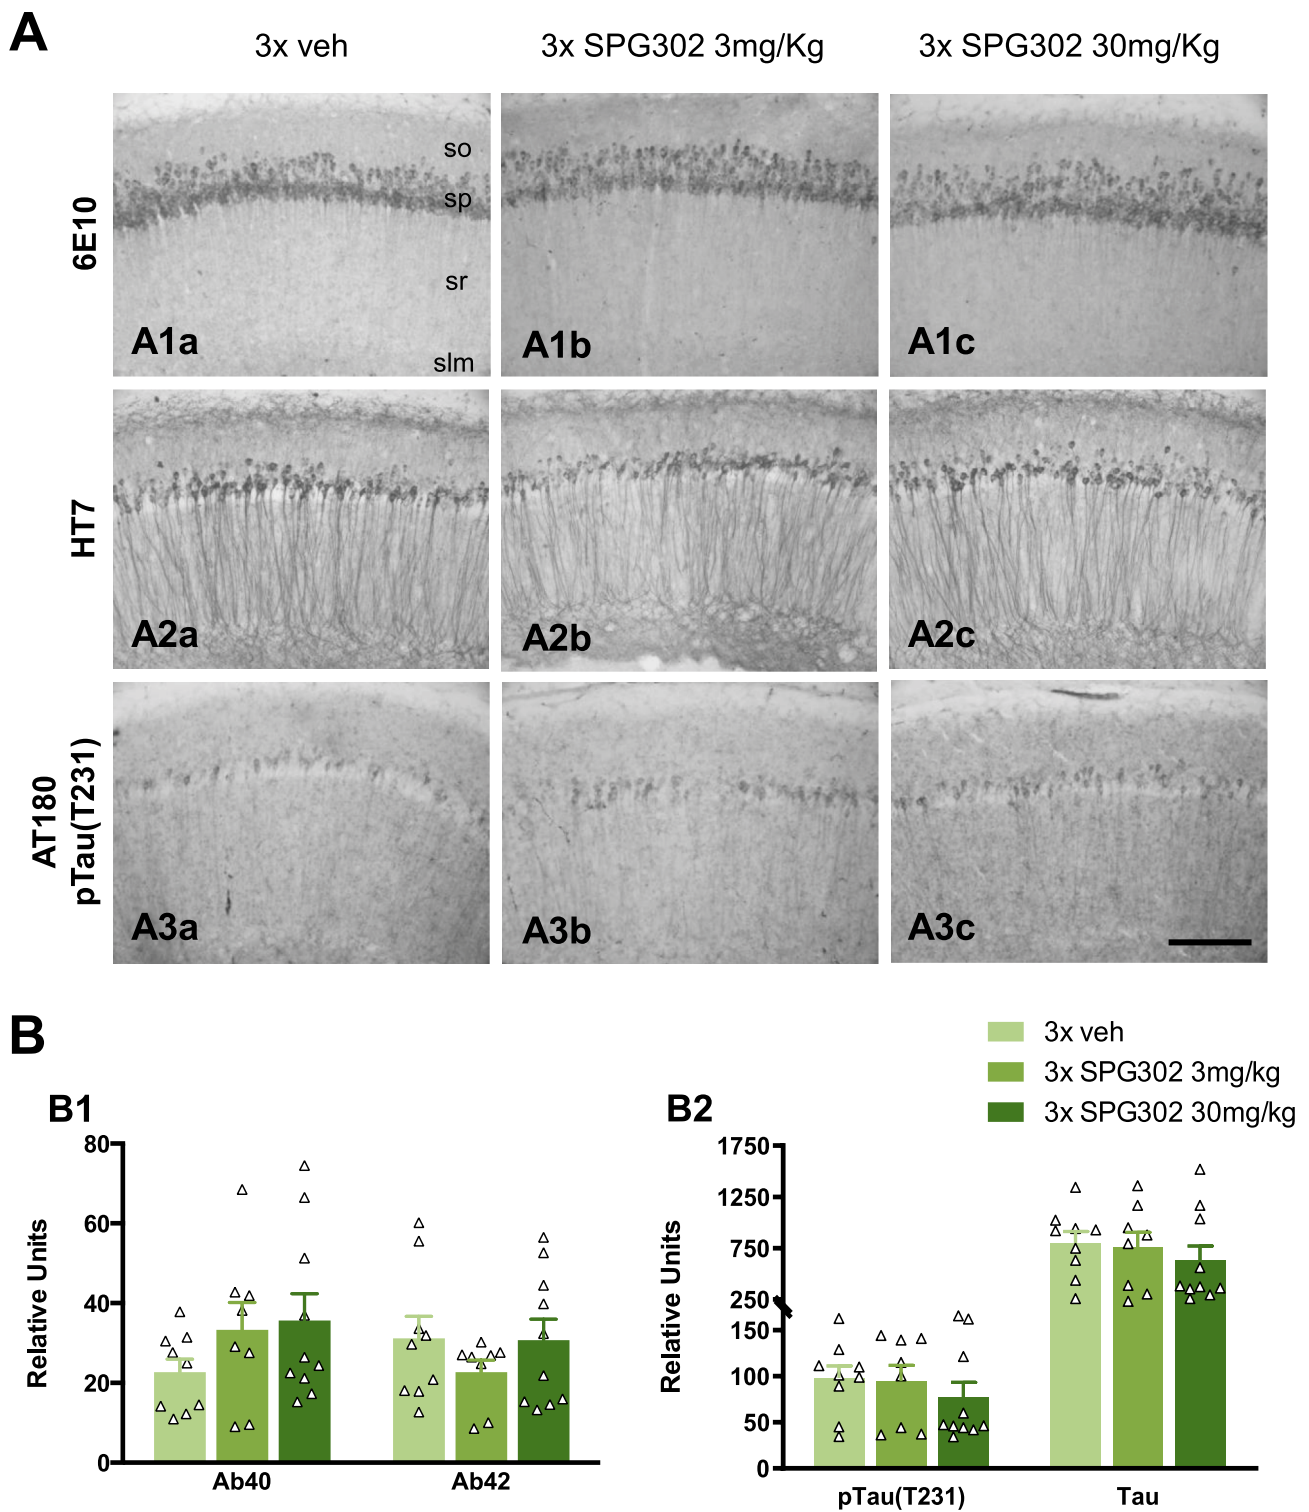 A
3x veh
3x SPG302 3mg/Kg
3x SPG302 30mg/Kg
6E10
so
sp
sr
slm
A1a
A1b
A1c
HT7
A2a
A2b
A2c
AT180
pTau(T231)
A3a
A3b
A3c
B
3x veh
3x SPG302 3mg/kg
3x SPG302 30mg/kg
B1
Relative Units
80
60
40
20
0
Ab40
Ab42
B2
Relative Units
1750
1250
750
250
150
100
50
0
pTau(T231)
Tau